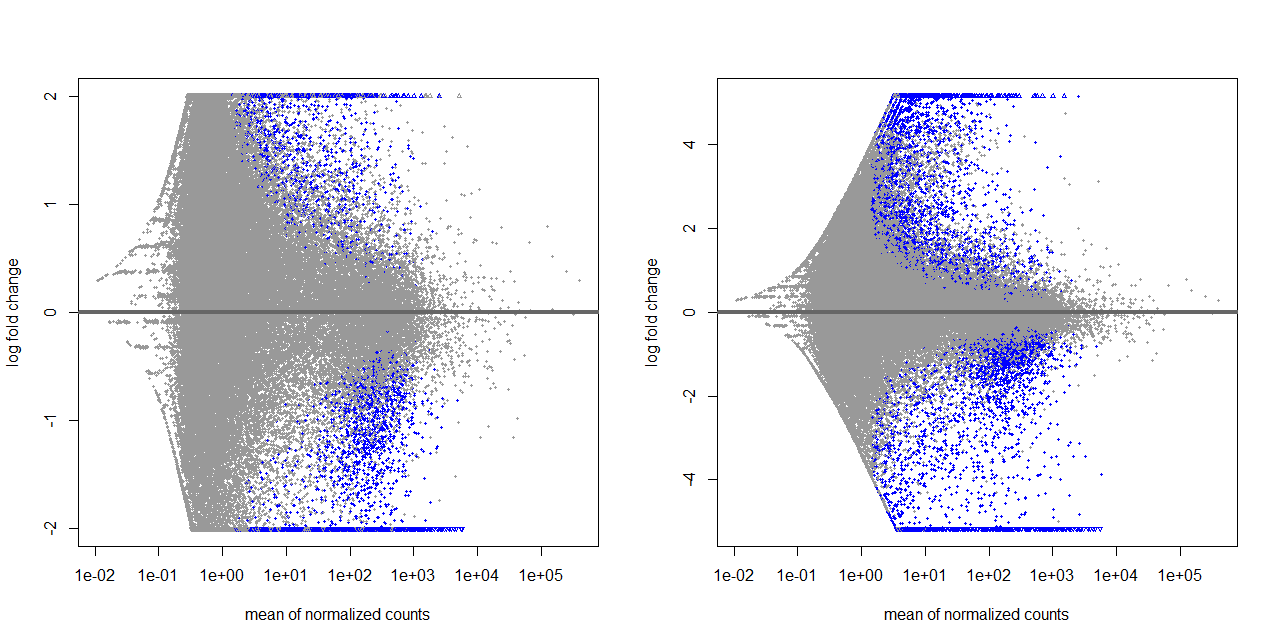 2
1
0
-1
-2
log fold change
1e-02 1e-01 1e+00 1e+01 1e+02 1e+03 1e+04 1e+05
mean of normalized counts
4
2
0
-2
-4
log fold change
1e-02 1e-01 1e+00 1e+01 1e+02 1e+03 1e+04 1e+05
mean of normalized counts